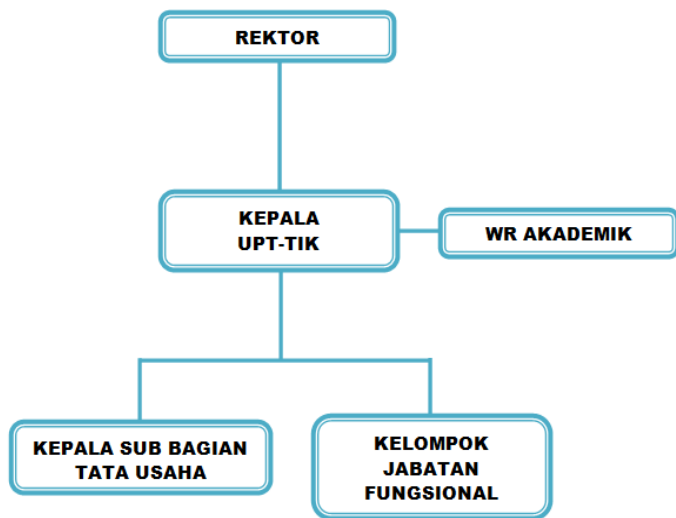 REKTOR
KEPALA
UPT-TIK
WR AKADEMIK
KEPALA SUB BAGIAN
TATA USAHA
KELOMPOK
JABATAN
FUNGSIONAL